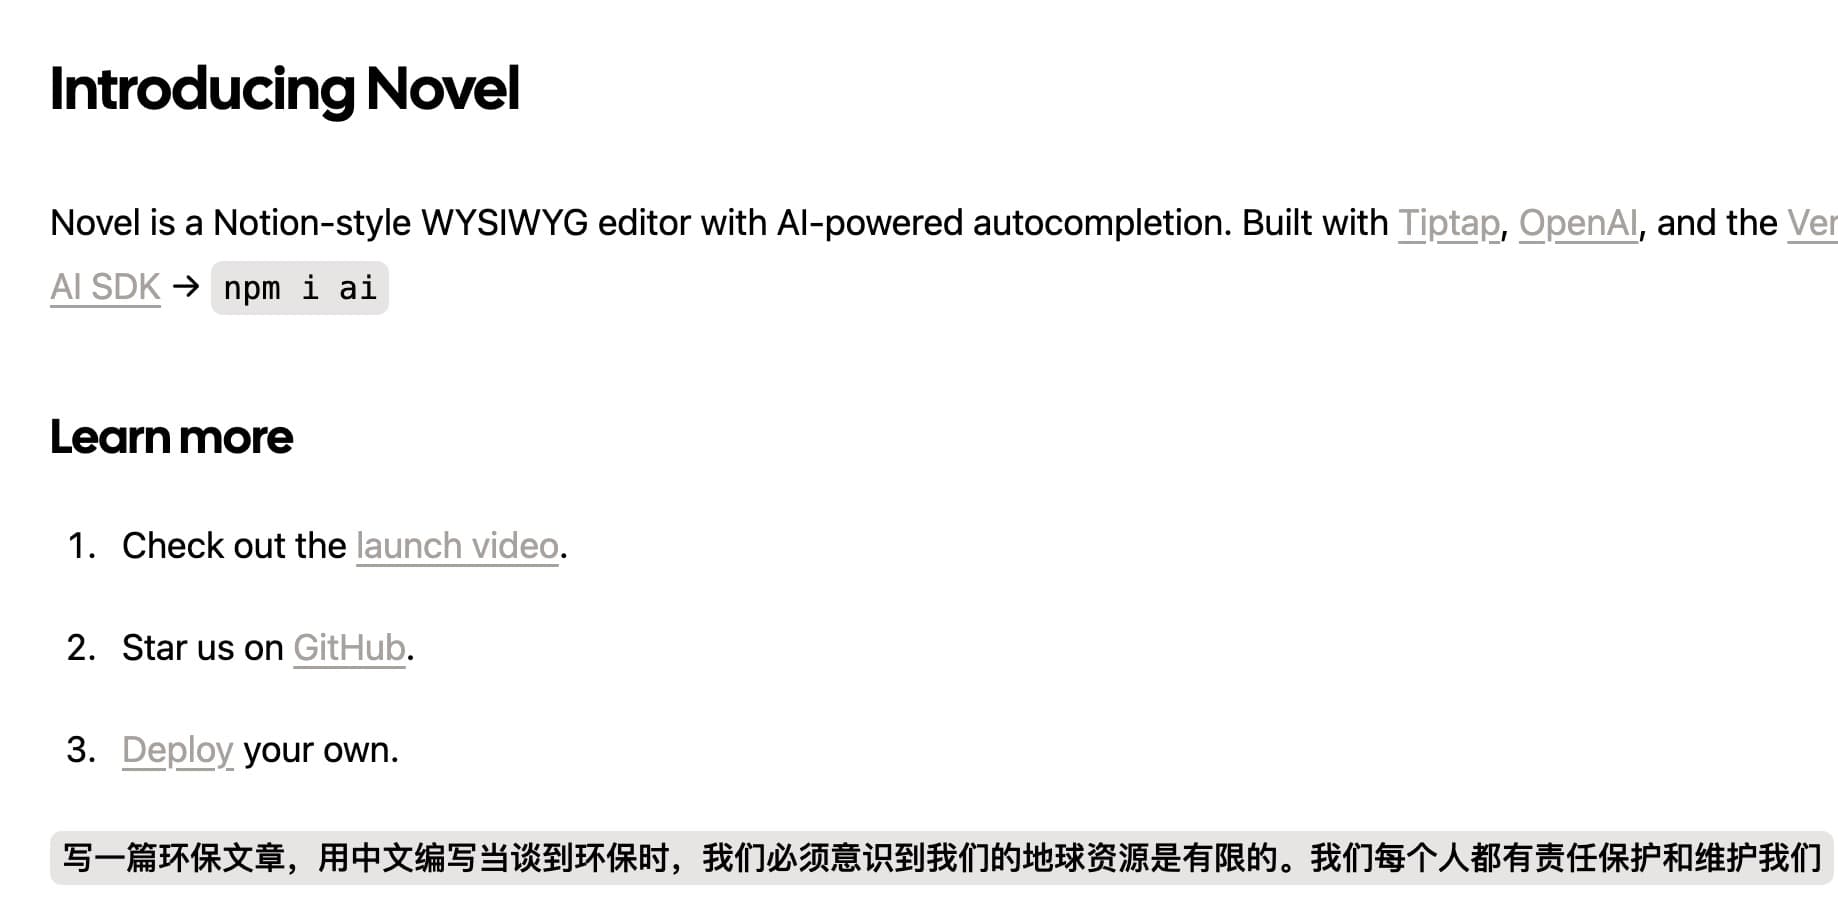 Introducing Novel
Novel is a Notion-style WYSIWYG editor with AI-powered autocompletion. Built with Tiptap, OpenAI, and the
AI SDK → npm i ai
Learn more
1. Check out the launch video.
2. Star us on GitHub.
3. Deploy your own.
写一篇环保文章，用中文编写当谈到环保时，我们必须意识到我们的地球资源是有限的。我们每个人都有责任保护和维护我们